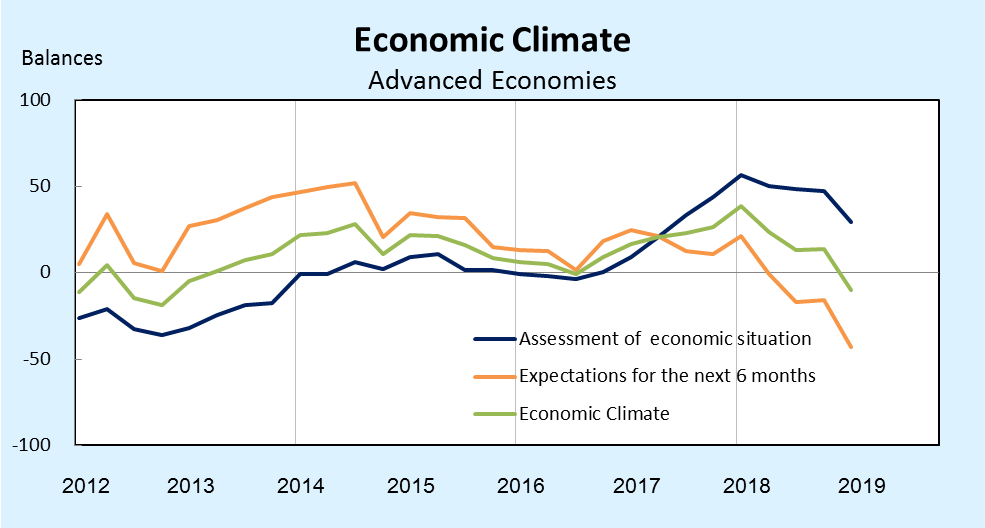 Economic Climate
Balances
Advanced Economies
100
50
0
-50
-100
Assessment of economic situation
Expectations for the next 6 months
Economic Climate
2012 2013 2014 2015 2016 2017 2018 2019